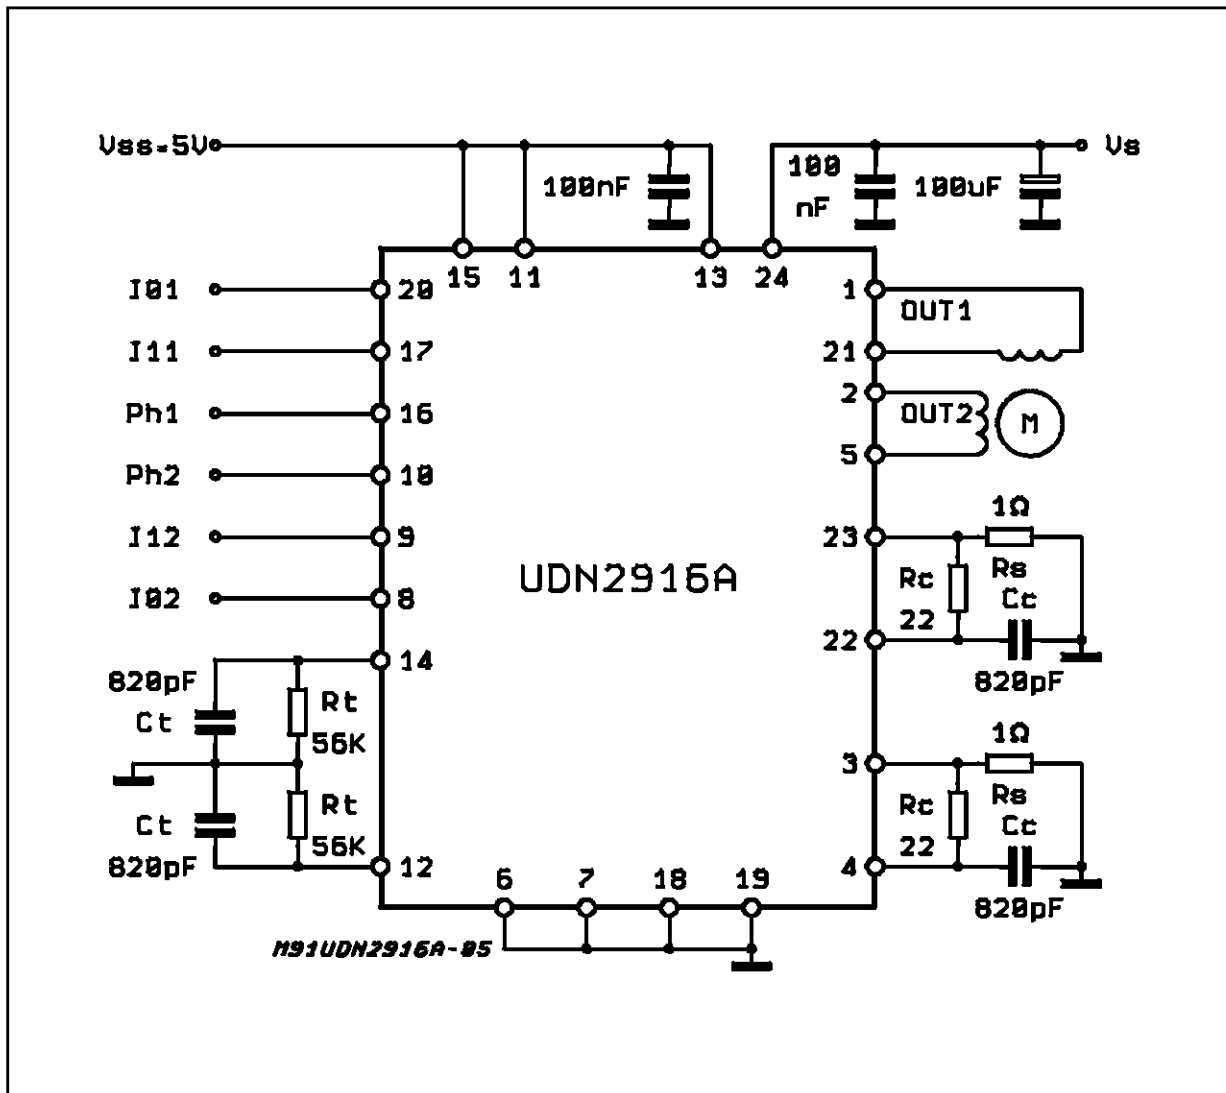 Vss=5V
100nF
100
nF
100uF
Vs
15
11
13
24
I01
20
1
OUT1
I11
17
21
Ph1
16
2
OUT2
M
Ph2
10
5
I12
9
23
1Ω
UDN2916A
Rc
22
Rs
Cc
I02
8
22
820pF
14
820pF
Ct
Rt
56K
3
1Ω
Ct
Rt
56K
Rc
22
Rs
Cc
820pF
12
4
820pF
6
7
18
19
M91UDN2916A-05